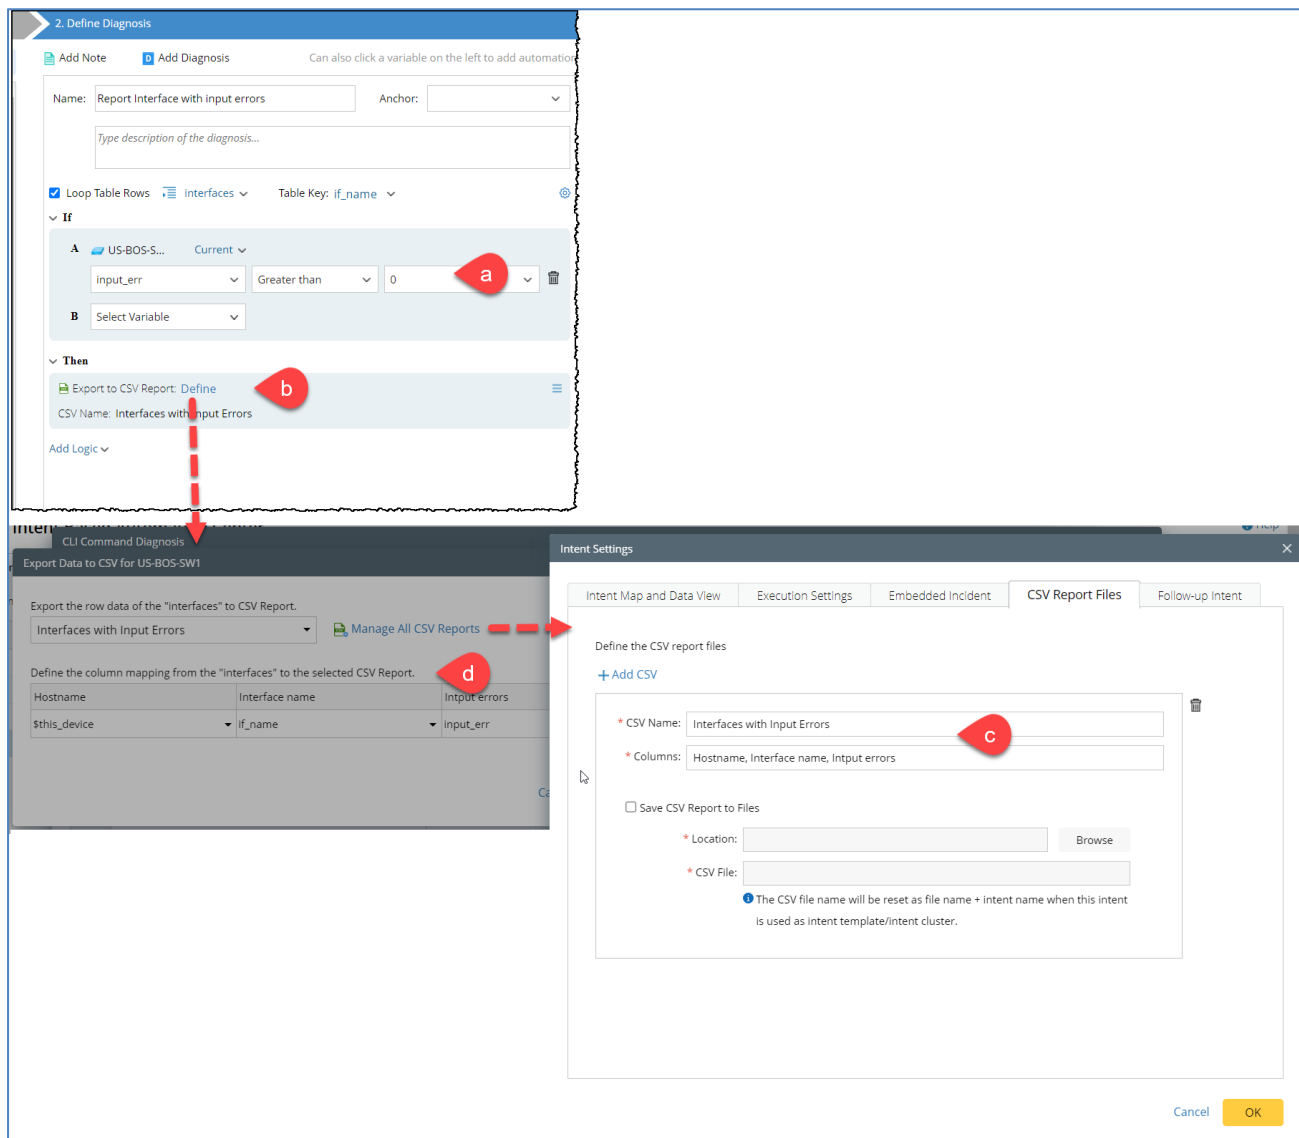 2. Define Diagnosis
Add Note
Add Diagnosis
Can also click a variable on the left to add automation
Name: Report Interface with input errors
Anchor:
Type description of the diagnosis...
Loop Table Rows interfaces
Table Key: if_name
If
A US-BOS-S... Current
input_err Greater than 0
a
B Select Variable
Then
Export to CSV Report: Define
b
CSV Name: Interfaces with Input Errors
Add Logic
Help
CLI Command Diagnosis
Export Data to CSV for US-BOS-SW1
Export the row data of the "interfaces" to CSV Report.
Interfaces with Input Errors
Manage All CSV Reports
Define the column mapping from the "interfaces" to the selected CSV Report.
d
Hostname Interface name Intput errors
$this_device if_name input_err
Ca
Intent Settings
Intent Map and Data View
Execution Settings
Embedded Incident
CSV Report Files
Follow-up Intent
Define the CSV report files
+ Add CSV
* CSV Name: Interfaces with Input Errors
c
* Columns: Hostname, Interface name, Intput errors
Save CSV Report to Files
* Location:
Browse
* CSV File:
The CSV file name will be reset as file name + intent name when this intent
is used as intent template/intent cluster.
Cancel
OK